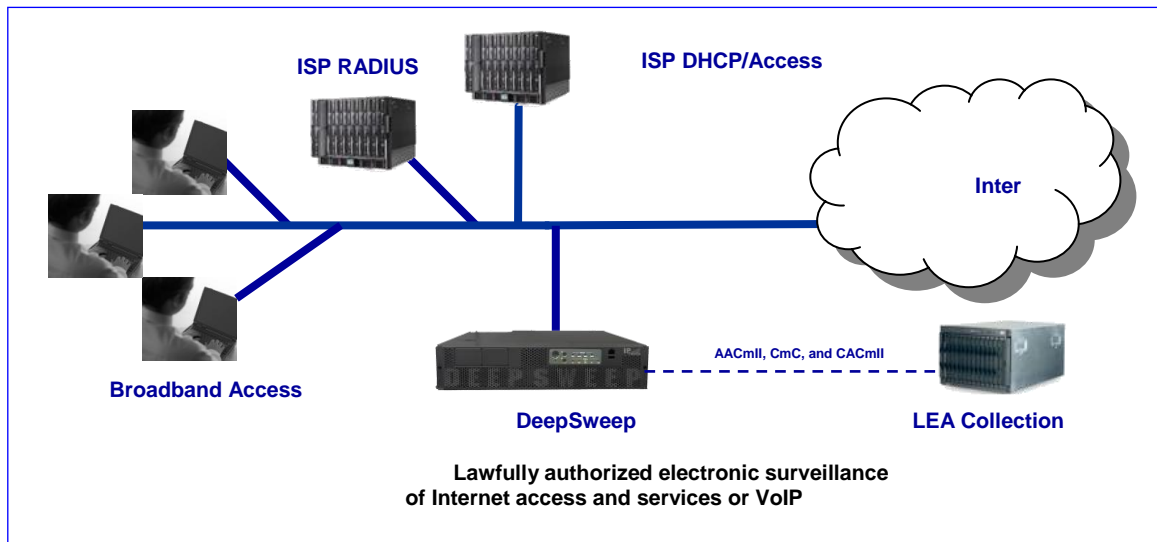 ISP RADIUS
ISP DHCP/Access
Inter
AACmII, CmC, and CACmII
DEEPSWEEP
Broadband Access
DeepSweep
LEA Collection
Lawfully authorized electronic surveillance
of Internet access and services or VoIP